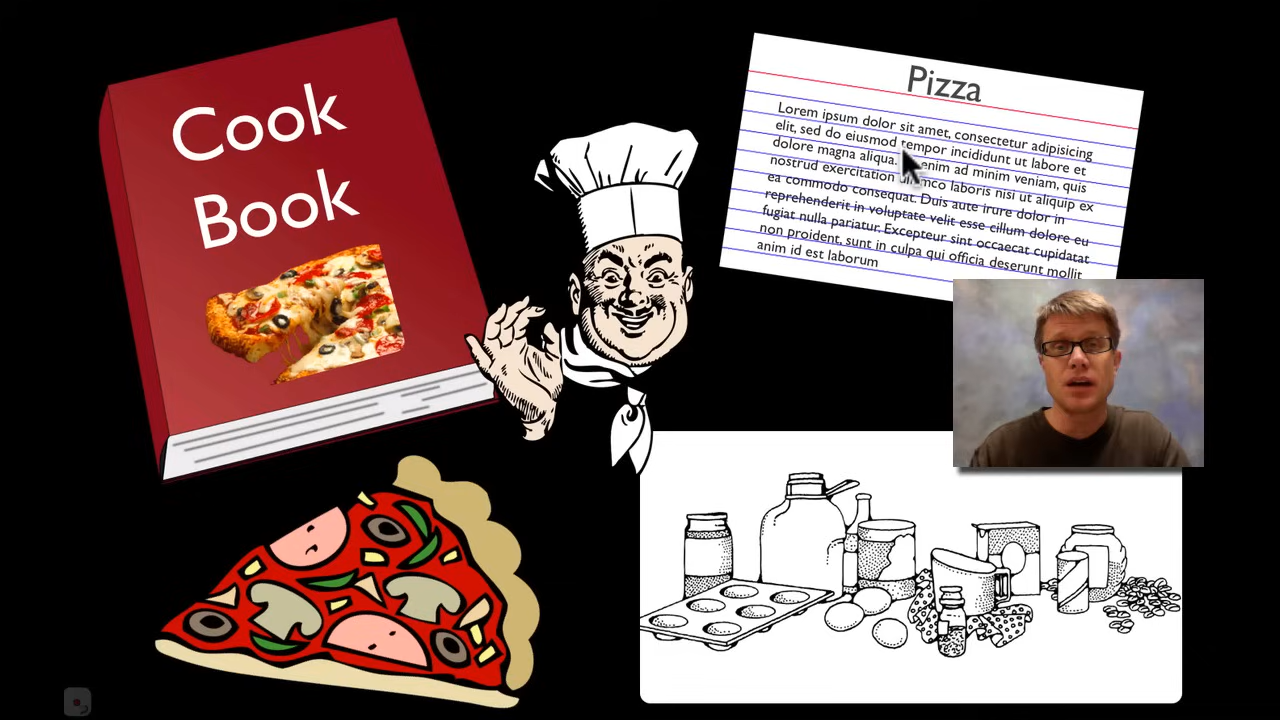 Cook
Book
Pizza
Lorem ipsum dolor sit amet, consectetur adipisicing
elit, sed do eiusmod tempor incididunt ut labore et
dolore magna aliqua. enim ad minim veniam, quis
nostrud exercitation laboris nisi ut aliquip ex
ea commodo consequat. Duis aute irure dolor in
reprehenderit in voluptate velit esse cillum dolore eu
fugiat nulla pariatur. Excepteur sint occaecat cupidatat
non proident, sunt in culpa qui officia deserunt mollit
anim id est laborum